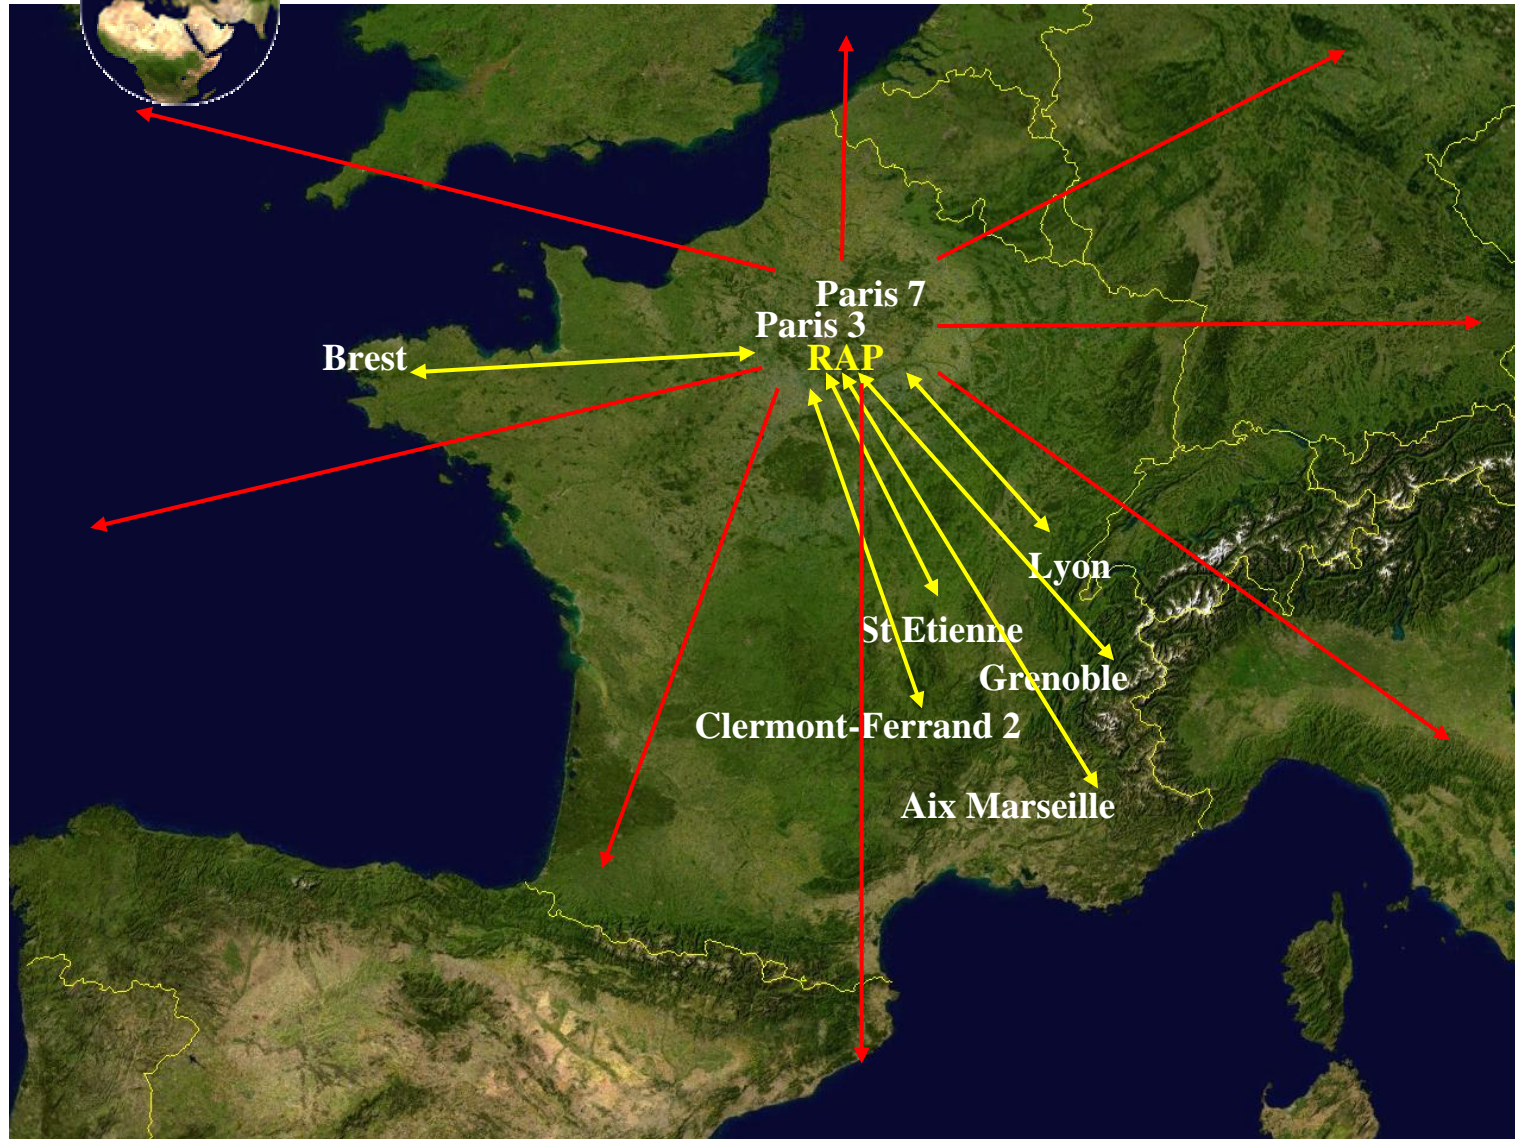 Paris 7
Paris 3
Brest
RAP
Lyon
St Etienne
Grenoble
Clermont-Ferrand 2
Aix Marseille